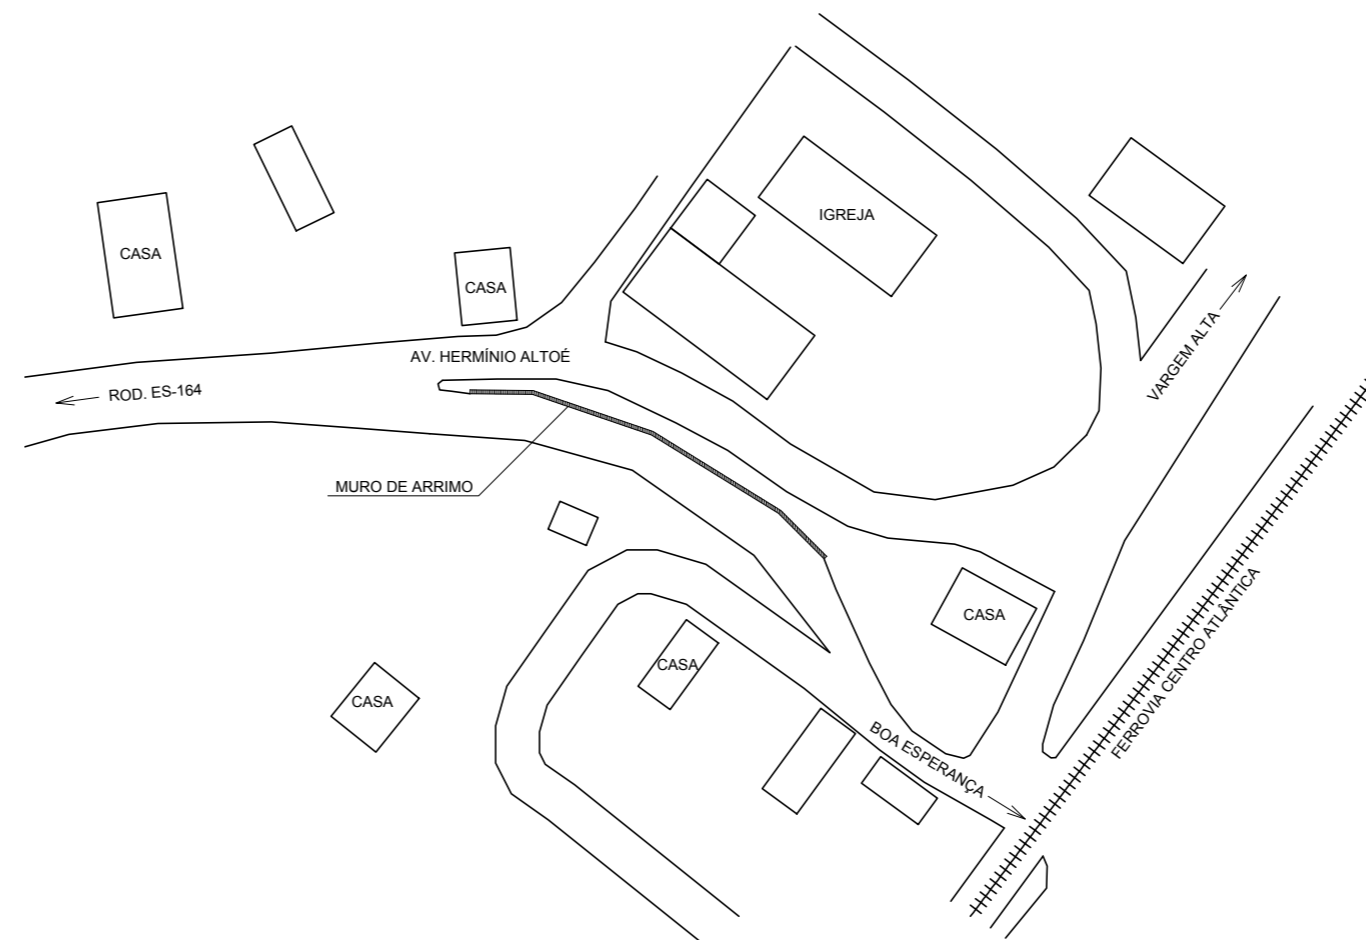 IGREJA
CASA
CASA
VARGEM ALTA
AV. HERMÍNIO ALTOÉ
ROD. ES-164
MURO DE ARRIMO
CASA
FERROVIA CENTRO ATLÂNTICA
CASA
CASA
BOA ESPERANÇA